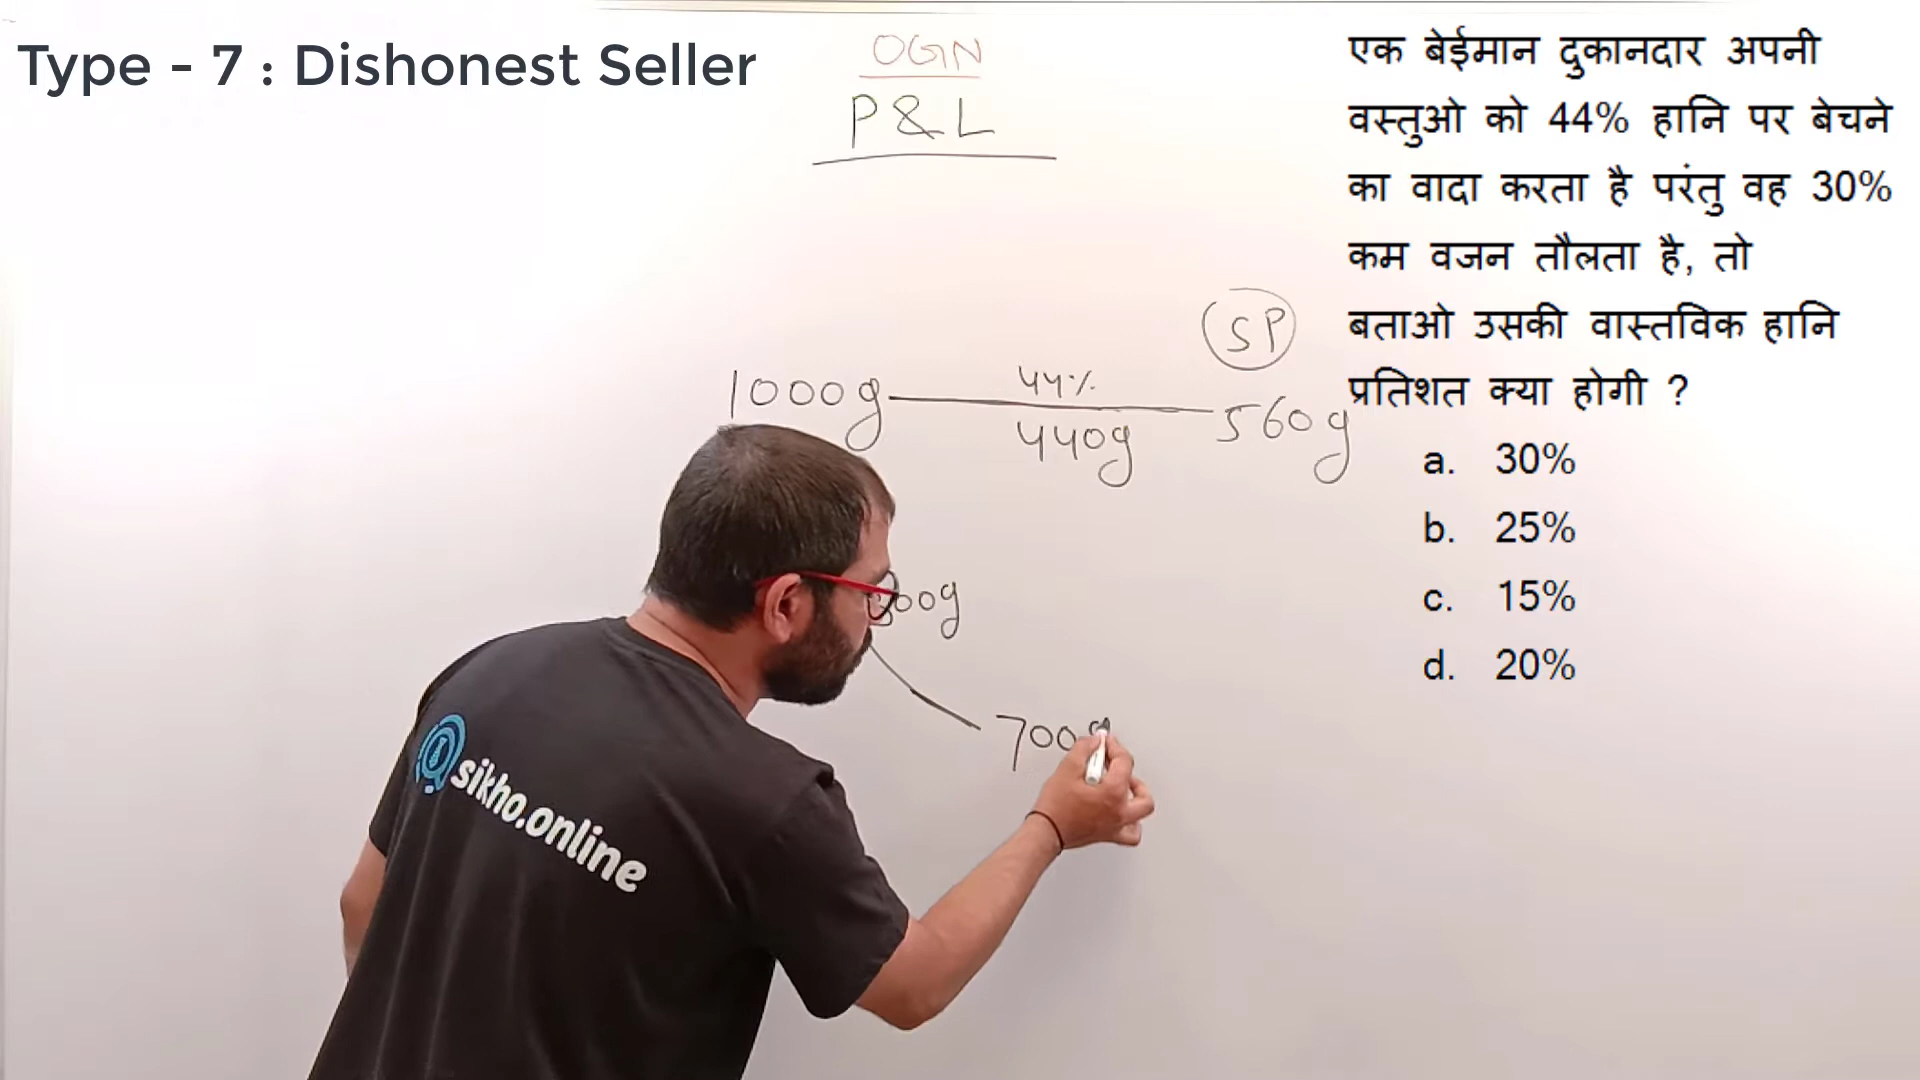 Type - 7 : Dishonest Seller
OGN
P&L
एक बेईमान दुकानदार अपनी
वस्तुओ को 44% हानि पर बेचने
का वादा करता है परंतु वह 30%
कम वजन तौलता है, तो
बताओ उसकी वास्तविक हानि
प्रतिशत क्या होगी ?
a. 30%
b. 25%
c. 15%
d. 20%
SP
1000g 44% 560g
440g
700g
sikho.online